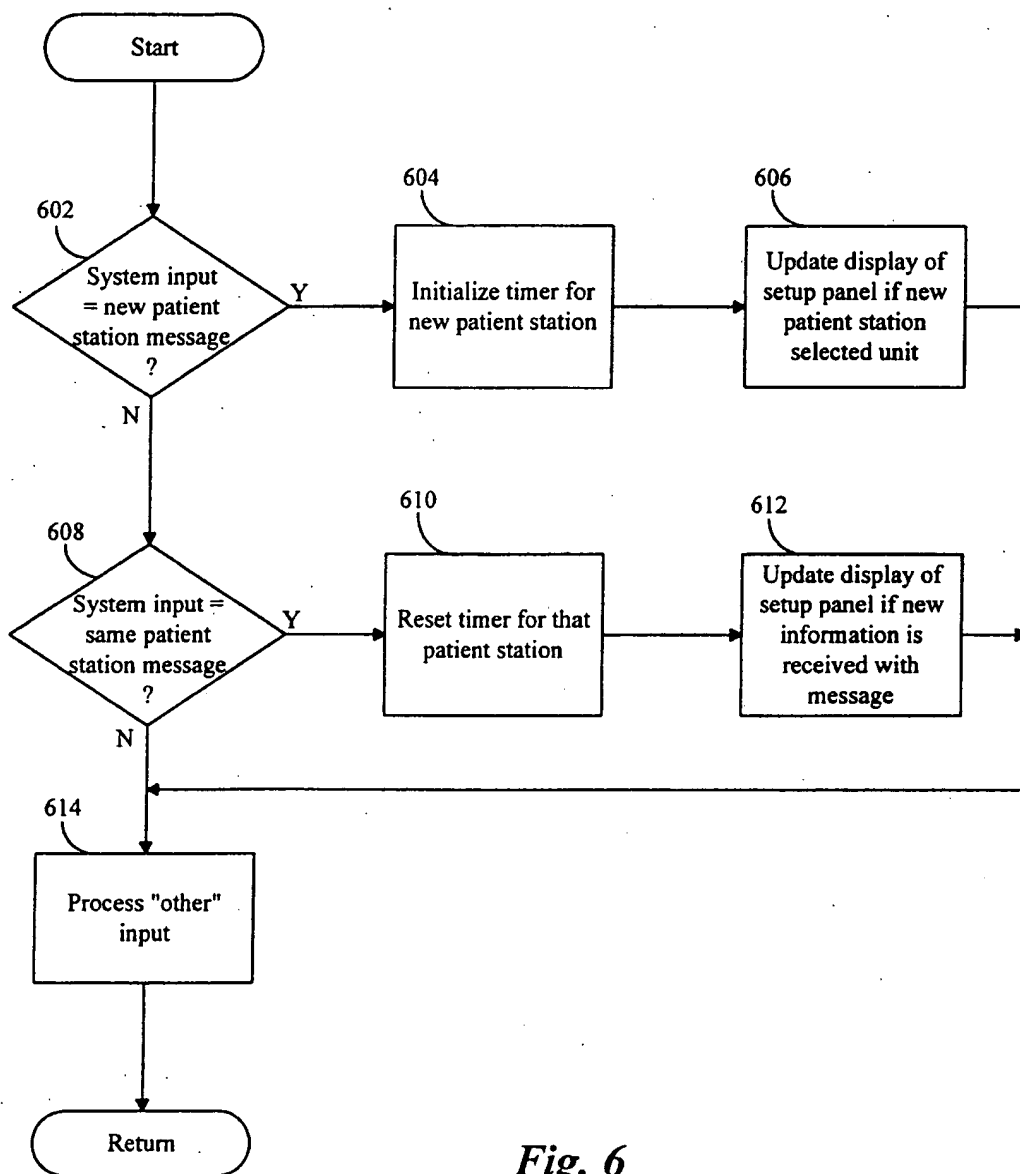 Start
602
System input
= new patient
station message
?
Y
N
604
Initialize timer for
new patient station
606
Update display of
setup panel if new
patient station
selected unit
608
System input =
same patient
station message
?
Y
N
610
Reset timer for that
patient station
612
Update display of
setup panel if new
information is
received with
message
614
Process "other"
input
Return
Fig. 6